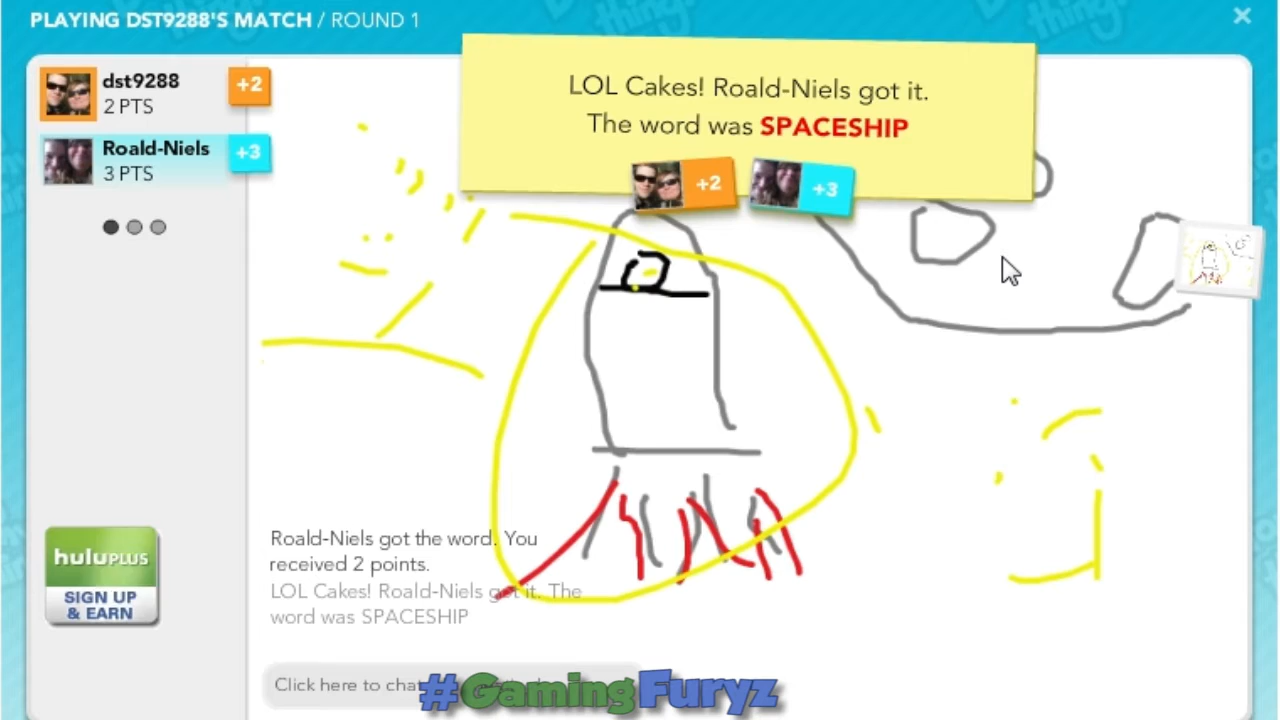 PLAYING DST9288'S MATCH / ROUND 1
dst9288
2 PTS
+2
Roald-Niels
3 PTS
+3
LOL Cakes! Roald-Niels got it.
The word was SPACESHIP
+2
+3
huluPLUS
SIGN UP
& EARN
Roald-Niels got the word. You
received 2 points.
LOL Cakes! Roald-Niels got it. The
word was SPACESHIP
Click here to chat
#GamingFuryz